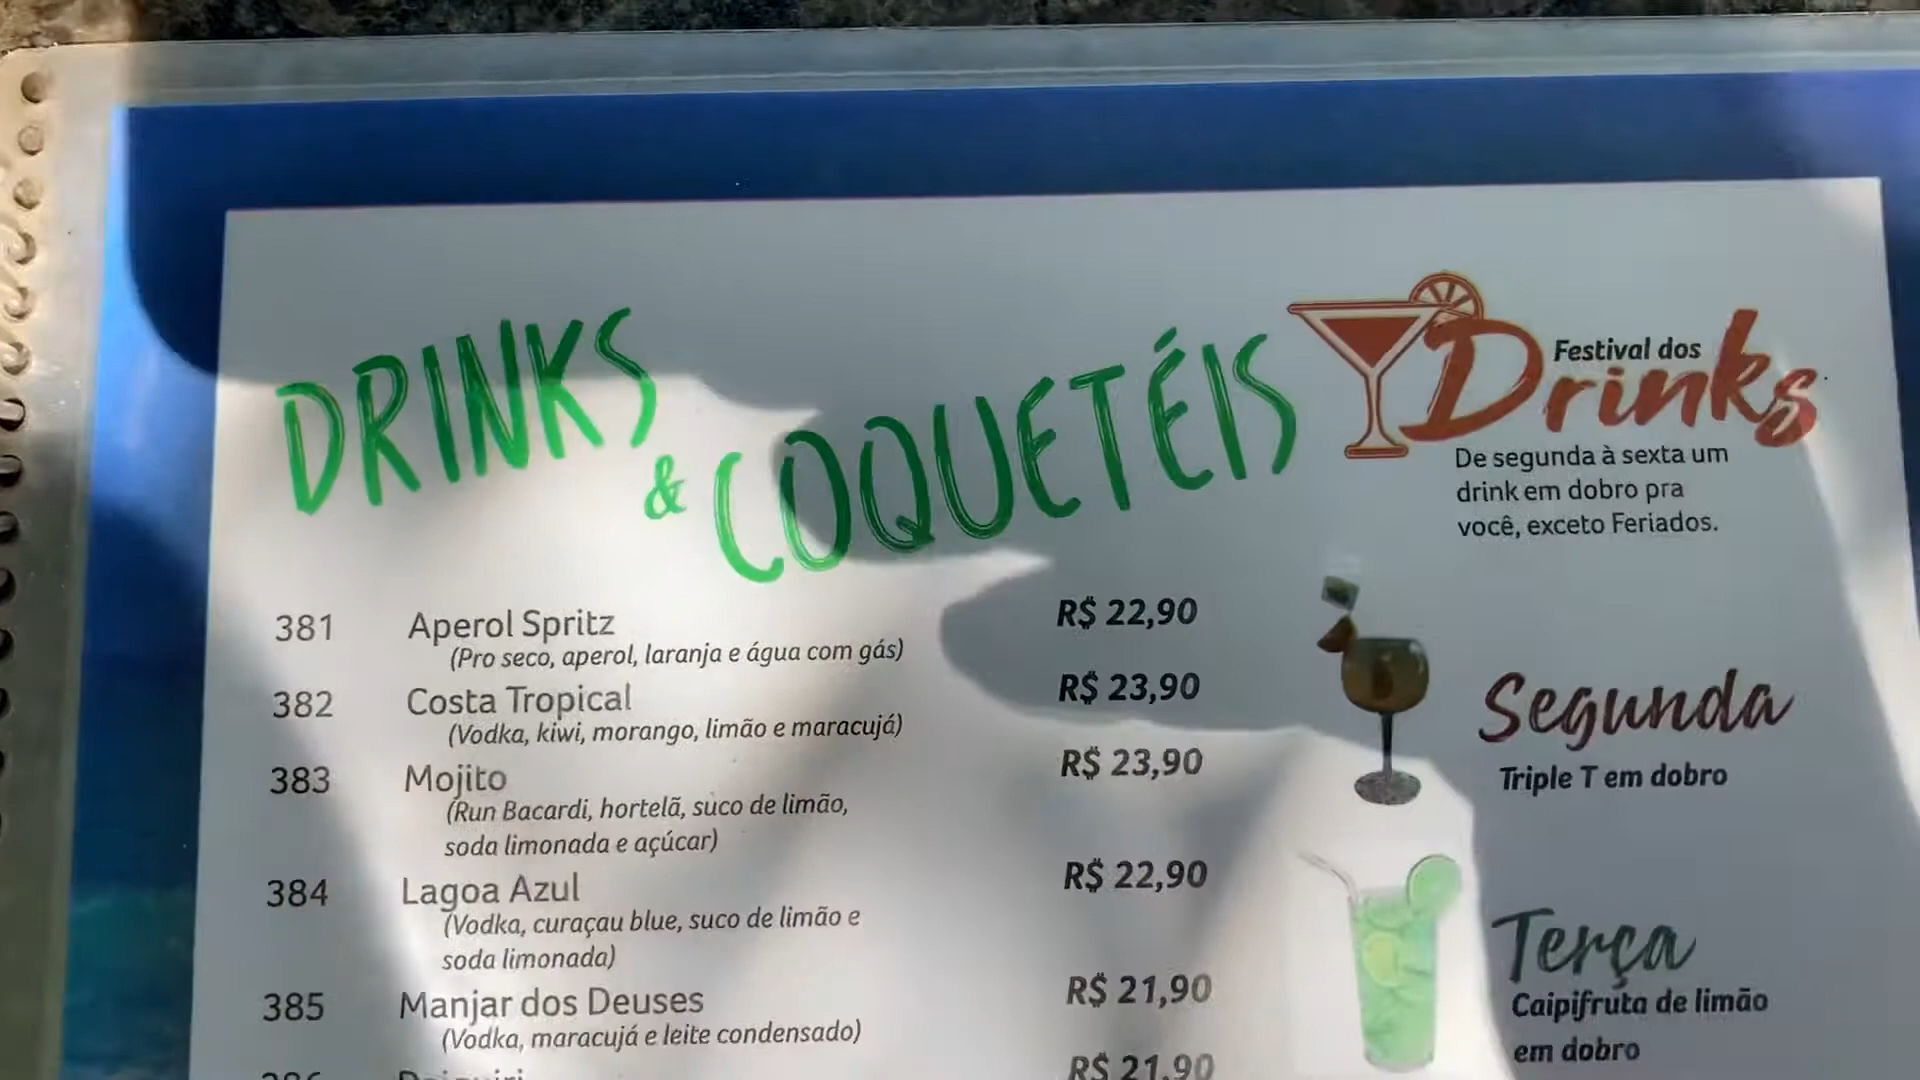 DRINKS
& COQUETÉIS
Festival dos
Drinks
De segunda à sexta um
drink em dobro pra
você, exceto Feriados.
381 Aperol Spritz R$ 22,90
(Pro seco, aperol, laranja e água com gás)
382 Costa Tropical R$ 23,90
(Vodka, kiwi, morango, limão e maracujá)
383 Mojito R$ 23,90
(Run Bacardi, hortelã, suco de limão,
soda limonada e açúcar)
384 Lagoa Azul R$ 22,90
(Vodka, curaçau blue, suco de limão e
soda limonada)
385 Manjar dos Deuses R$ 21,90
(Vodka, maracujá e leite condensado)
R$ 21,90
Segunda
Triple T em dobro
Terça
Caipifruta de limão
em dobro